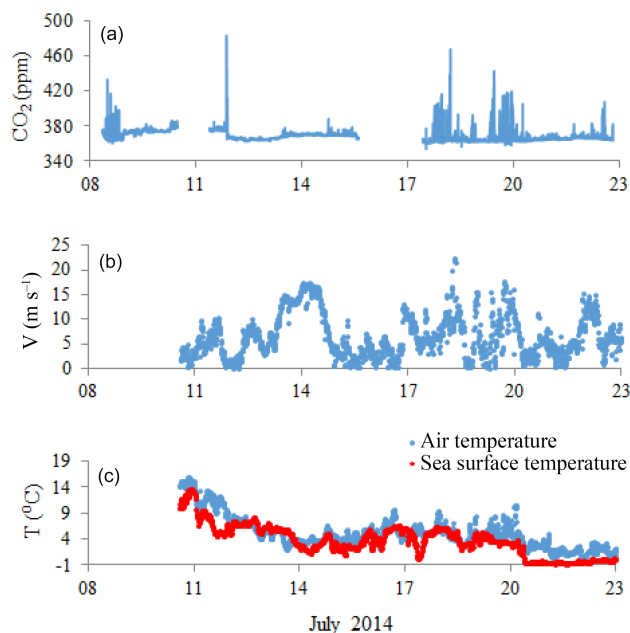 (a)
CO₂ (ppm)
500
460
420
380
340
08 11 14 17 20 23
(b)
V (m s⁻¹)
25
20
15
10
5
0
08 11 14 17 20 23
Air temperature
Sea surface temperature
(c)
T (⁰C)
19
14
9
4
-1
08 11 14 17 20 23
July 2014